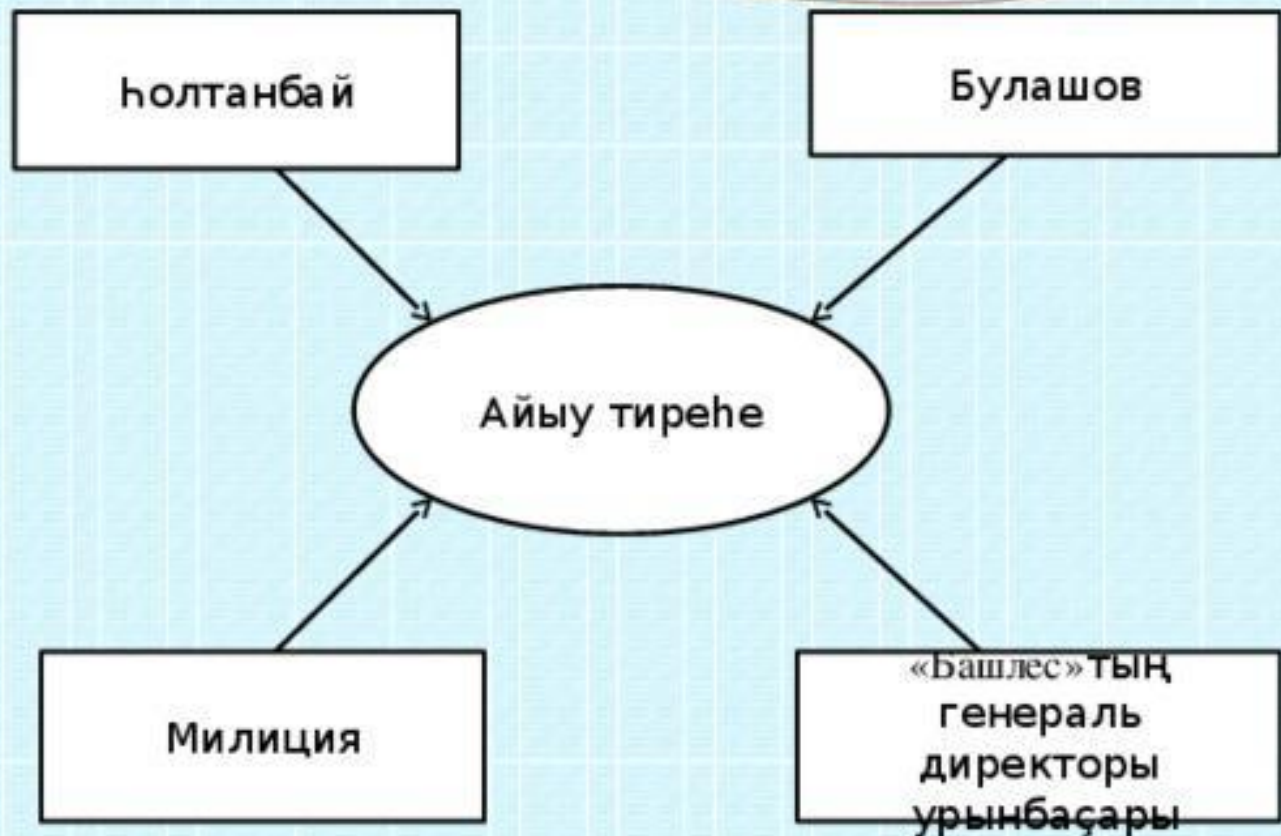 Һолтанбай
Булашов
Айыу тиреһе
Милиция
«Башлес»тың
генераль
директоры
урынбаҫары